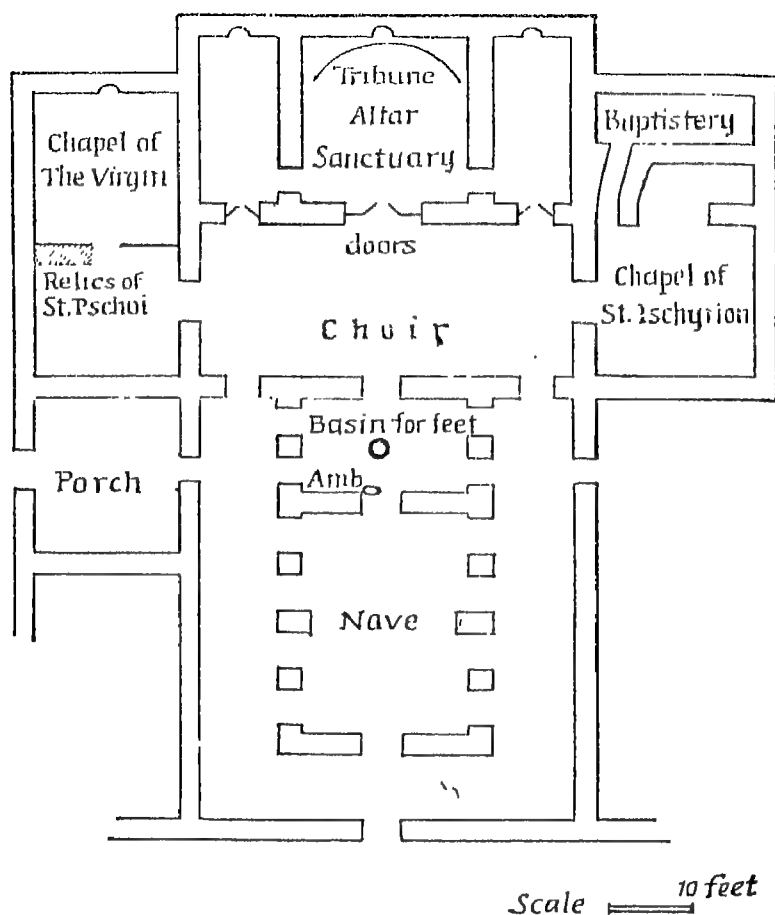 Tribune
Altar
Sanctuary
Chapel of
The Virgin
Baptistery
doors
Relics of
St. Pschoi
Chapel of
St. Ischyrion
Choir
Basin for feet
Porch
Amb
Nave
Scale 10 feet